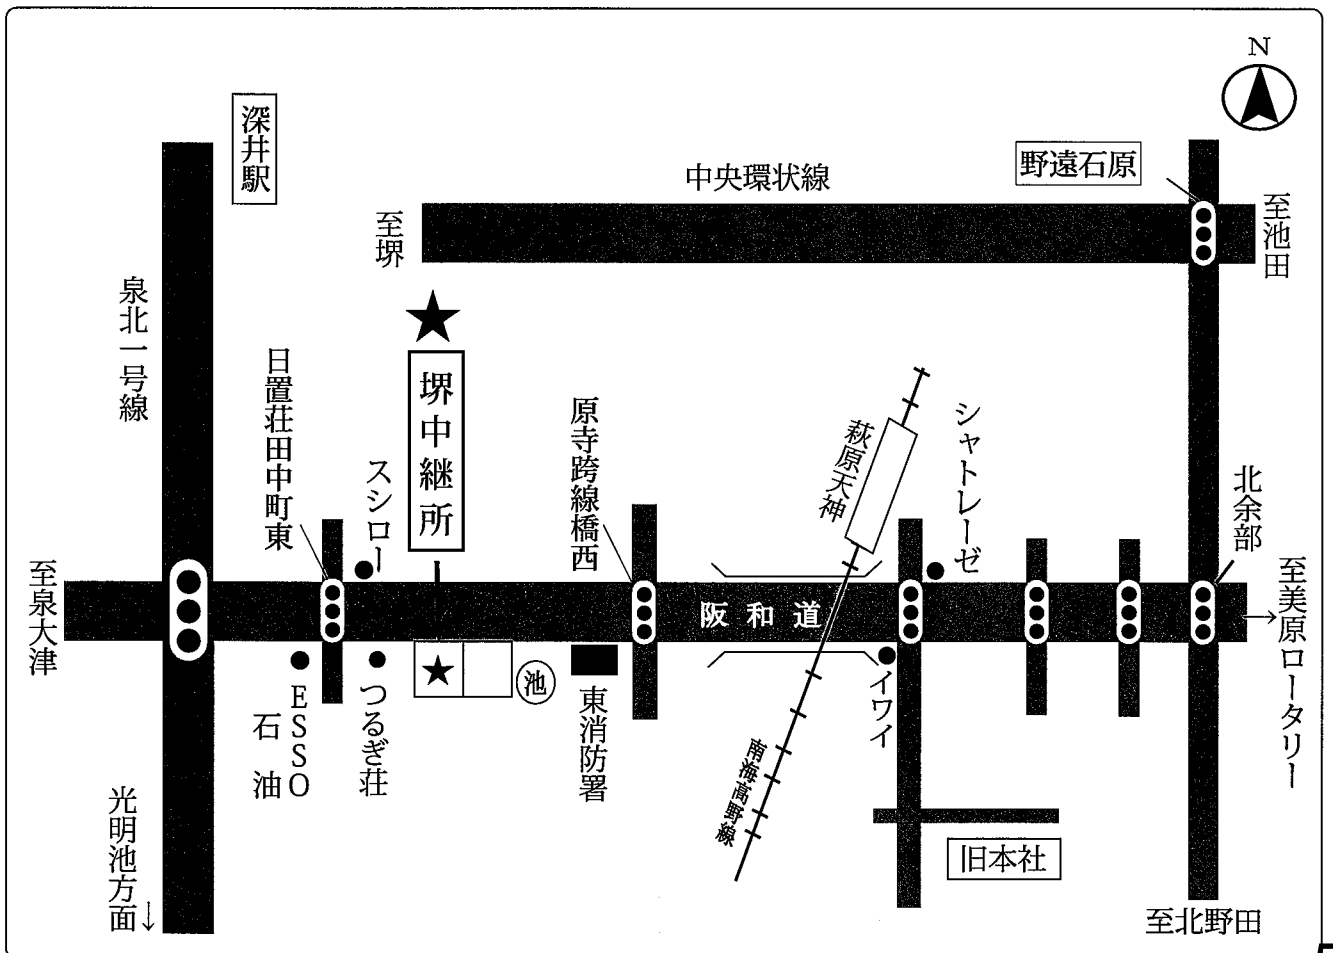 N
深井駅
中央環状線
野遠石原
至堺
至池田
泉北一号線
日置荘田中町東
スシロー
堺中継所
原寺跨線橋西
萩原天神
シャトレーゼ
北余部
至泉大津
阪和道
→至美原ロータリー
ESSO
石油
つるぎ荘
池
東消防署
イワイ
南海高野線
旧本社
光明池方面↓
至北野田